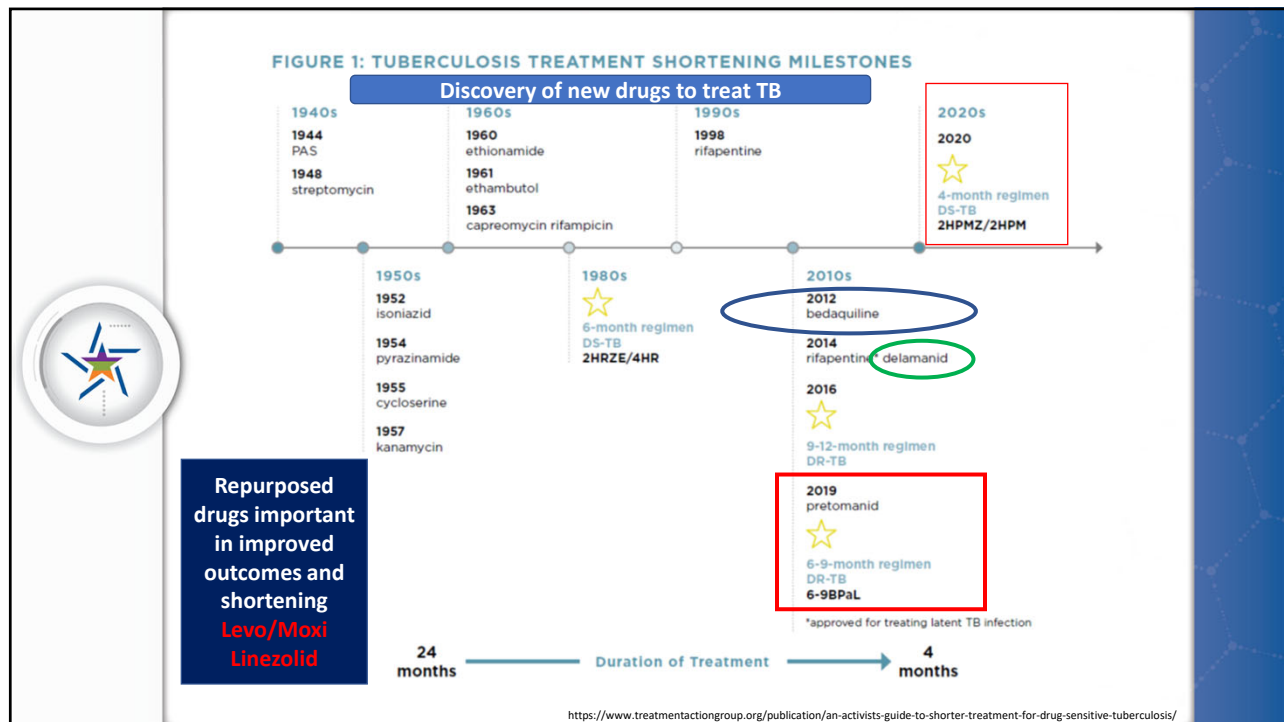 FIGURE 1: TUBERCULOSIS TREATMENT SHORTENING MILESTONES
Discovery of new drugs to treat TB
1940s
1944
PAS
1948
streptomycin
1960s
1960
ethionamide
1961
ethambutol
1963
capreomycin rifampicin
1990s
1998
rifapentine
2020s
2020
4-month regimen
DS-TB
2HPMZ/2HPM
1950s
1952
isoniazid
1954
pyrazinamide
1955
cycloserine
1957
kanamycin
1980s
6-month regimen
DS-TB
2HRZE/4HR
2010s
2012
bedaquiline
2014
rifapentine* delamanid
2016
9-12-month regimen
DR-TB
2019
pretomanid
6-9-month regimen
DR-TB
6-9BPaL
*approved for treating latent TB infection
Repurposed
drugs important
in improved
outcomes and
shortening
Levo/Moxi
Linezolid
24
months
Duration of Treatment
4
months
https://www.treatmentactiongroup.org/publication/an-activists-guide-to-shorter-treatment-for-drug-sensitive-tuberculosis/